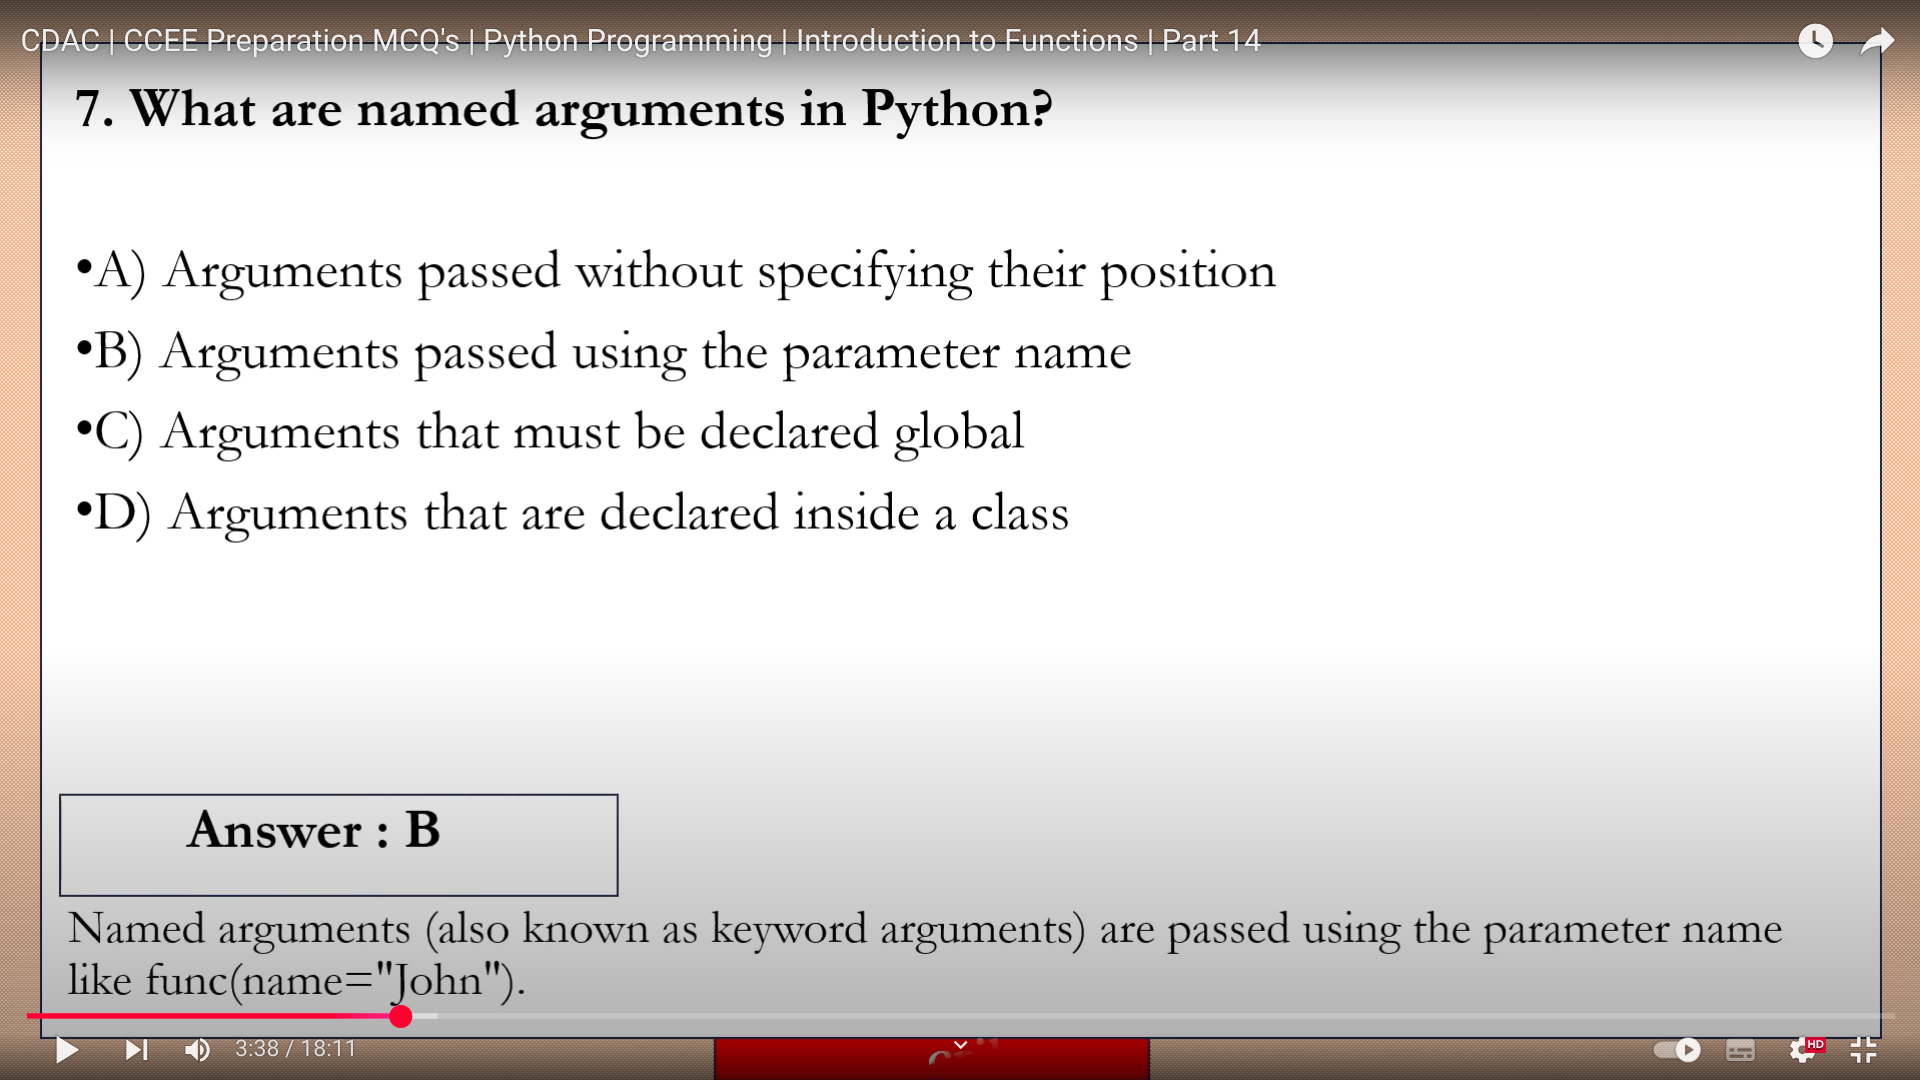 CDAC | CCEE Preparation MCQ's | Python Programming | Introduction to Functions | Part 14
7. What are named arguments in Python?
•A) Arguments passed without specifying their position
•B) Arguments passed using the parameter name
•C) Arguments that must be declared global
•D) Arguments that are declared inside a class
Answer : B
Named arguments (also known as keyword arguments) are passed using the parameter name
like func(name="John").
3:38 / 18:11
HD